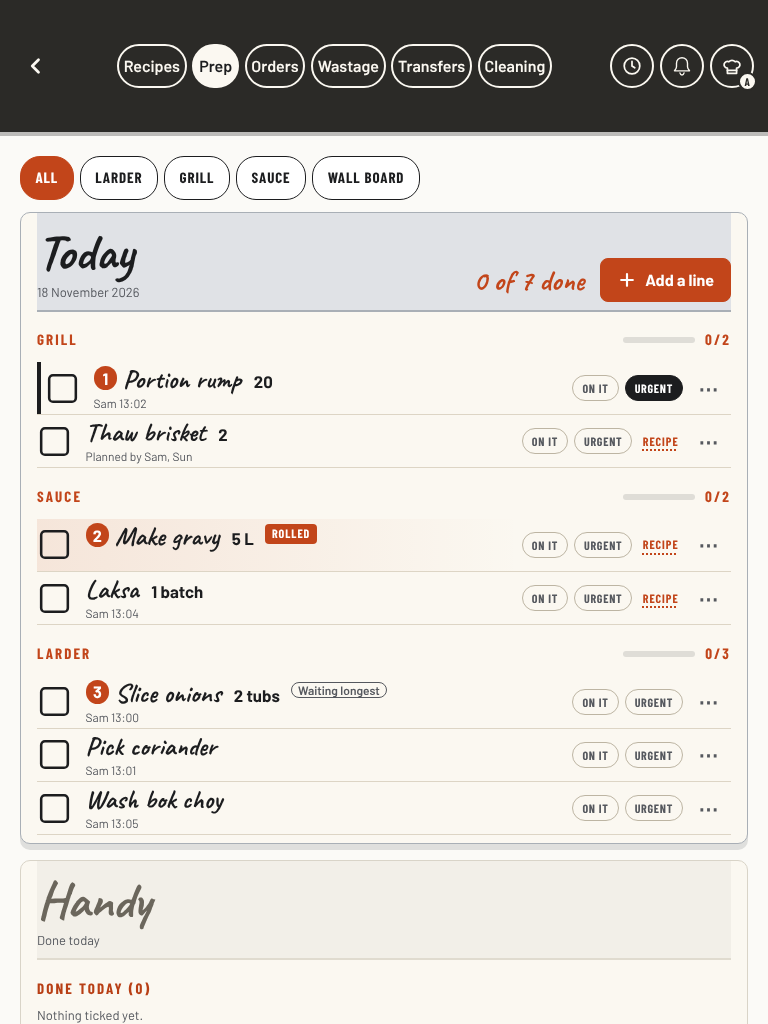 Recipes Prep Orders Wastage Transfers Cleaning
A
ALL LARDER GRILL SAUCE WALL BOARD
Today
18 November 2026
0 of 7 done
+ Add a line
GRILL 0/2
1 Portion rump 20 ON IT URGENT ...
Sam 13:02
Thaw brisket 2 ON IT URGENT RECIPE ...
Planned by Sam, Sun
SAUCE 0/2
2 Make gravy 5 L ROLLED ON IT URGENT RECIPE ...
Laksa 1 batch ON IT URGENT RECIPE ...
Sam 13:04
LARDER 0/3
3 Slice onions 2 tubs Waiting longest ON IT URGENT ...
Sam 13:00
Pick coriander ON IT URGENT ...
Sam 13:01
Wash bok choy ON IT URGENT ...
Sam 13:05
Handy
Done today
DONE TODAY (0)
Nothing ticked yet.